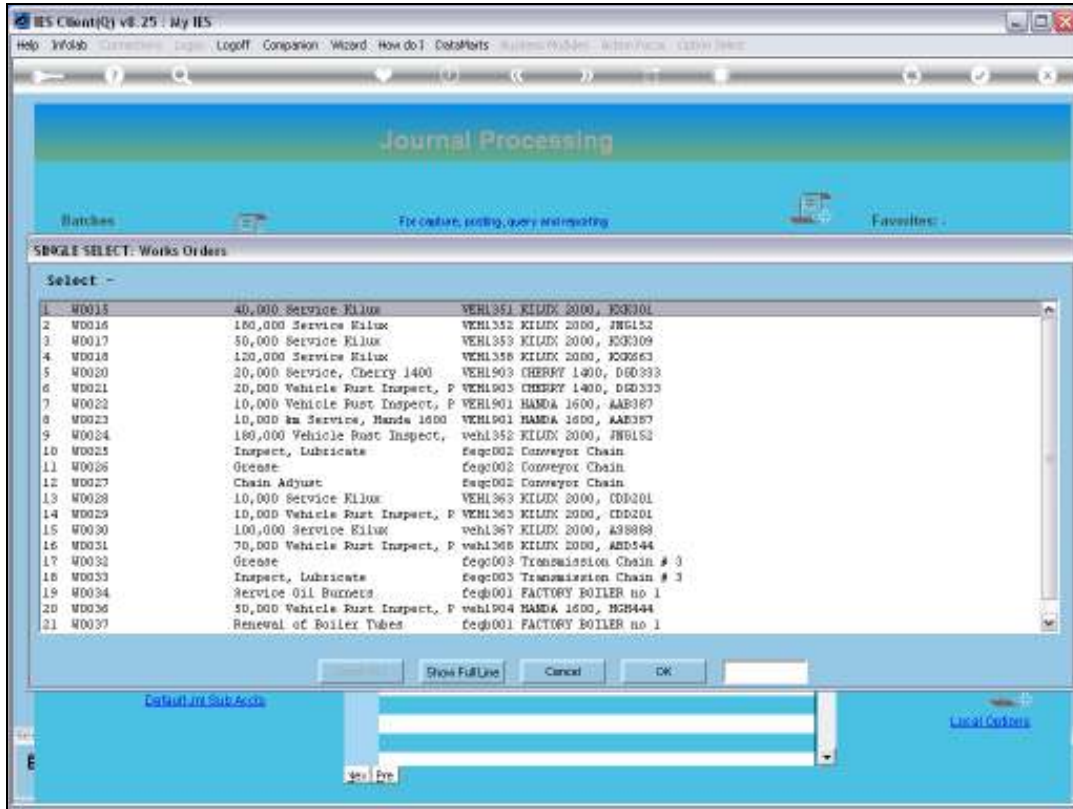 IES Client(Q) v8.25 : My IES
Help Infolab Logoff Companion Wizard How do I DataMarts
Journal Processing
Batches
For capture, posting, query and reporting
Favorites: -
SINGLE SELECT: Works Orders
Select -
1 W0015 40,000 Service Kilux VEH1351 KILUX 2000,
2 W0016 160,000 Service Kilux VEH1352 KILUX 2000, JNG152
3 W0017 50,000 Service Kilux VEH1353 KILUX 2000,
4 W0018 120,000 Service Kilux VEH1358 KILUX 2000,
5 W0020 20,000 Service, Cherry 1400 VEH1903 CHERRY 1400, DGD333
6 W0021 20,000 Vehicle Rust Inspect, P VEH1903 CHERRY 1400, DGD333
7 W0022 10,000 Vehicle Rust Inspect, P VEH1901 HANDA 1600, AAB387
8 W0023 10,000 km Service, Handa 1600 VEH1901 HANDA 1600, AAB387
9 W0024 180,000 Vehicle Rust Inspect, veh1352 KILUX 2000, JNG152
10 W0025 Inspect, Lubricate feqc002 Conveyor Chain
11 W0026 Grease feqc002 Conveyor Chain
12 W0027 Chain Adjust feqc002 Conveyor Chain
13 W0028 10,000 Service Kilux VEH1363 KILUX 2000, CDD201
14 W0029 10,000 Vehicle Rust Inspect, P VEH1363 KILUX 2000, CDD201
15 W0030 100,000 Service Kilux veh1367 KILUX 2000,
16 W0031 70,000 Vehicle Rust Inspect, P veh1368 KILUX 2000, ABD544
17 W0032 Grease feqc003 Transmission Chain # 3
18 W0033 Inspect, Lubricate feqc003 Transmission Chain # 3
19 W0034 Service Oil Burners feqb001 FACTORY BOILER no 1
20 W0036 50,000 Vehicle Rust Inspect, P veh1904 HANDA 1600,
21 W0037 Renewal of Boiler Tubes feqb001 FACTORY BOILER no 1
Show Full Line Cancel OK
Default Jnl Sub Accts
Local Options
Nex Pre